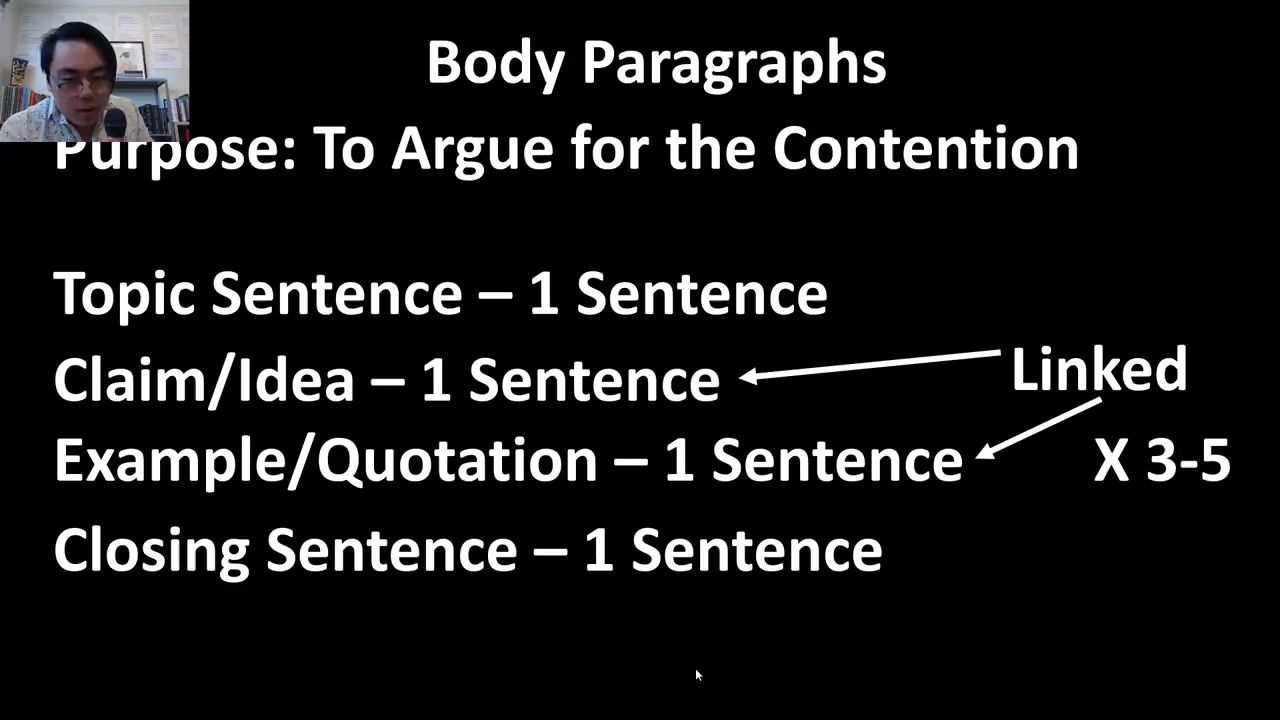 Body Paragraphs
Purpose: To Argue for the Contention
Topic Sentence – 1 Sentence
Claim/Idea – 1 Sentence
Linked
Example/Quotation – 1 Sentence
X 3-5
Closing Sentence – 1 Sentence